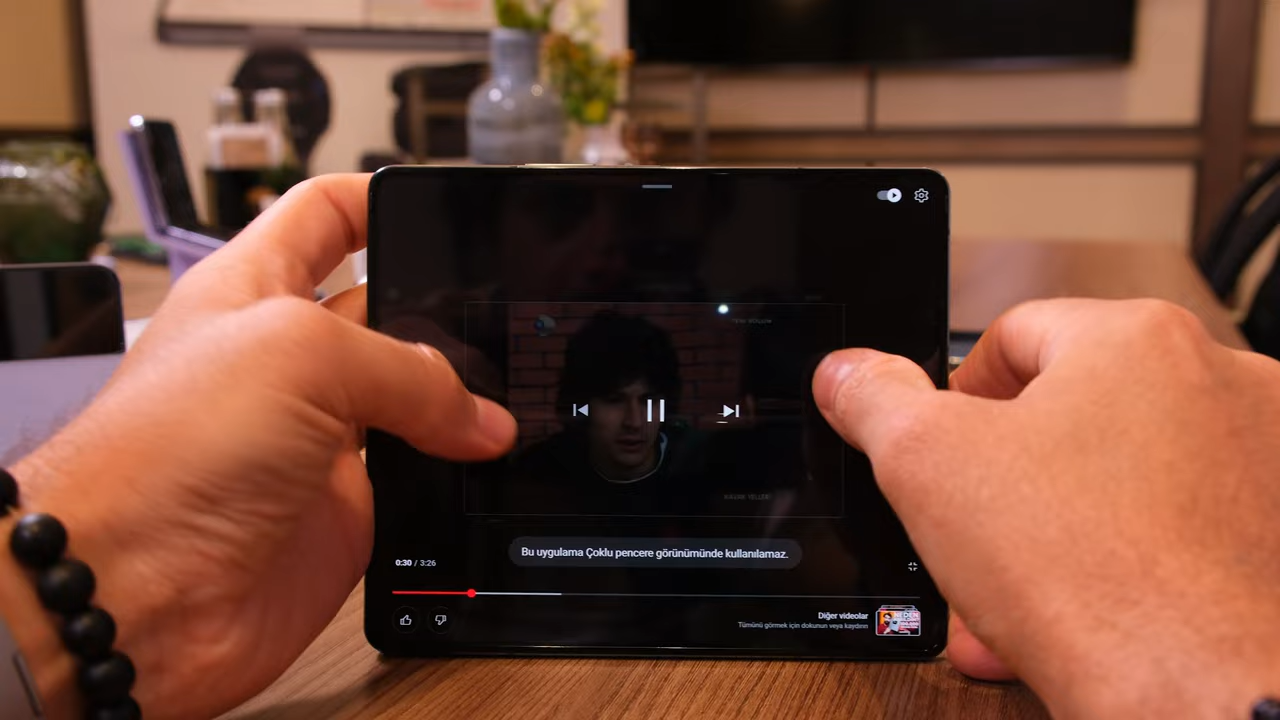 Bu uygulama Çoklu pencere görünümünde kullanılamaz.
0:30 / 3:26
Diğer videolar
Tümünü görmek için dokunun veya kaydırın